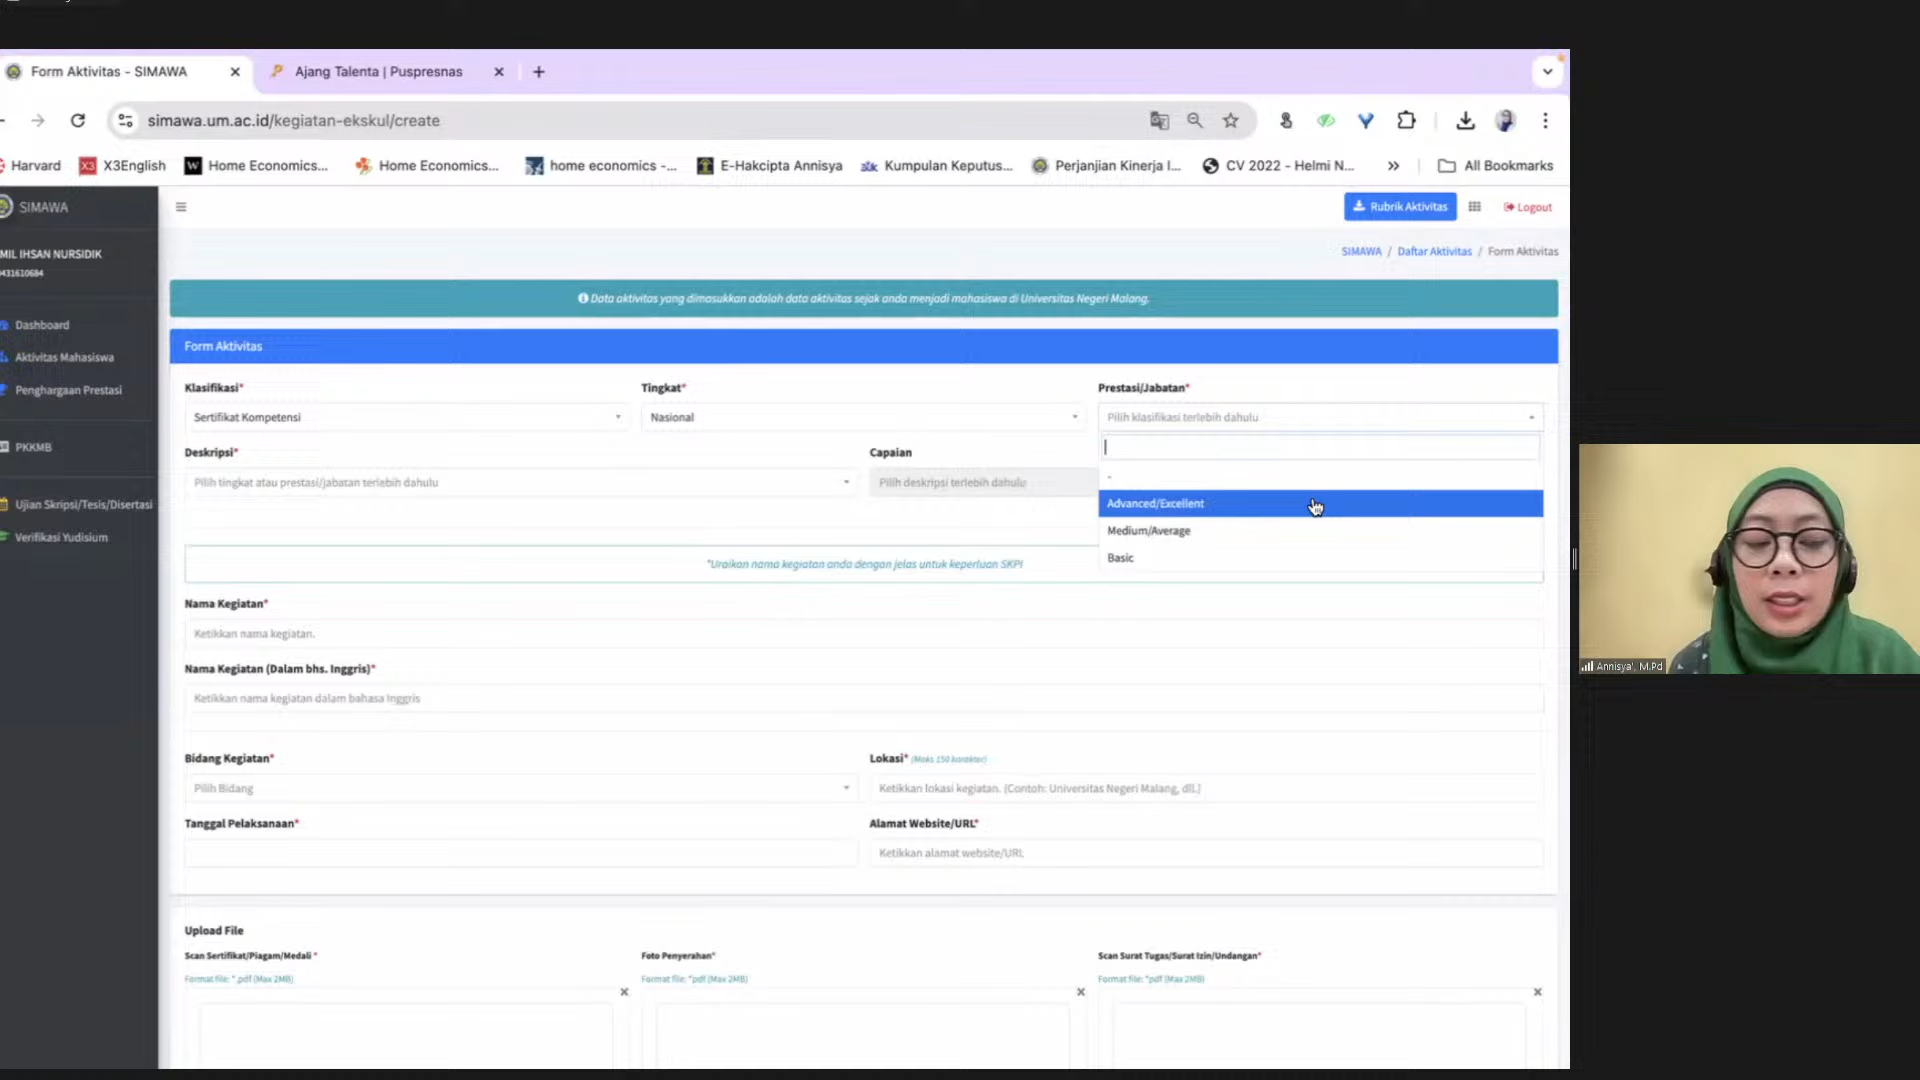 Form Aktivitas - SIMAWA
Ajang Talenta | Puspresnas
simawa.um.ac.id/kegiatan-ekskul/create
Harvard
X3English
Home Economics...
Home Economics...
home economics -...
E-Hakcipta Annisya
Kumpulan Keputus...
Perjanjian Kinerja I...
CV 2022 - Helmi N...
All Bookmarks
SIMAWA
Rubrik Aktivitas
Logout
MIL IHSAN NURSIDIK
0431610684
SIMAWA / Daftar Aktivitas / Form Aktivitas
Data aktivitas yang dimasukkan adalah data aktivitas sejak anda menjadi mahasiswa di Universitas Negeri Malang.
Dashboard
Aktivitas Mahasiswa
Penghargaan Prestasi
PKKMB
Ujian Skripsi/Tesis/Disertasi
Verifikasi Yudisium
Form Aktivitas
Klasifikasi*
Tingkat*
Prestasi/Jabatan*
Sertifikat Kompetensi
Nasional
Pilih klasifikasi terlebih dahulu
Deskripsi*
Capaian
Pilih tingkat atau prestasi/jabatan terlebih dahulu
Pilih deskripsi terlebih dahulu
-
Advanced/Excellent
Medium/Average
Basic
*Uraikan nama kegiatan anda dengan jelas untuk keperluan SKPI
Nama Kegiatan*
Ketikkan nama kegiatan.
Nama Kegiatan (Dalam bhs. Inggris)*
Ketikkan nama kegiatan dalam bahasa Inggris
Bidang Kegiatan*
Lokasi* (Maks 150 karakter)
Pilih Bidang
Ketikkan lokasi kegiatan. (Contoh: Universitas Negeri Malang, dll.)
Tanggal Pelaksanaan*
Alamat Website/URL*
Ketikkan alamat website/URL
Upload File
Scan Sertifikat/Piagam/Medali *
Foto Penyerahan*
Scan Surat Tugas/Surat Izin/Undangan*
Format file: *.pdf (Max 2MB)
Format file: *pdf (Max 2MB)
Format file: *pdf (Max 2MB)
Annisya', M.Pd